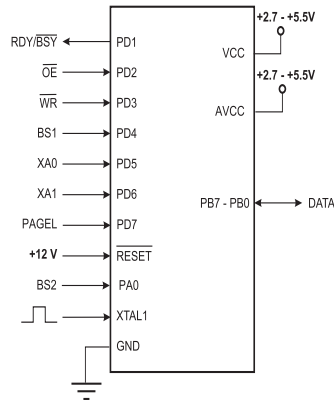 +2.7 - +5.5V
RDY/BSY PD1
VCC
OE PD2
+2.7 - +5.5V
WR PD3
AVCC
BS1 PD4
XA0 PD5
XA1 PD6
PB7 - PB0 DATA
PAGEL PD7
+12 V RESET
BS2 PA0
XTAL1
GND